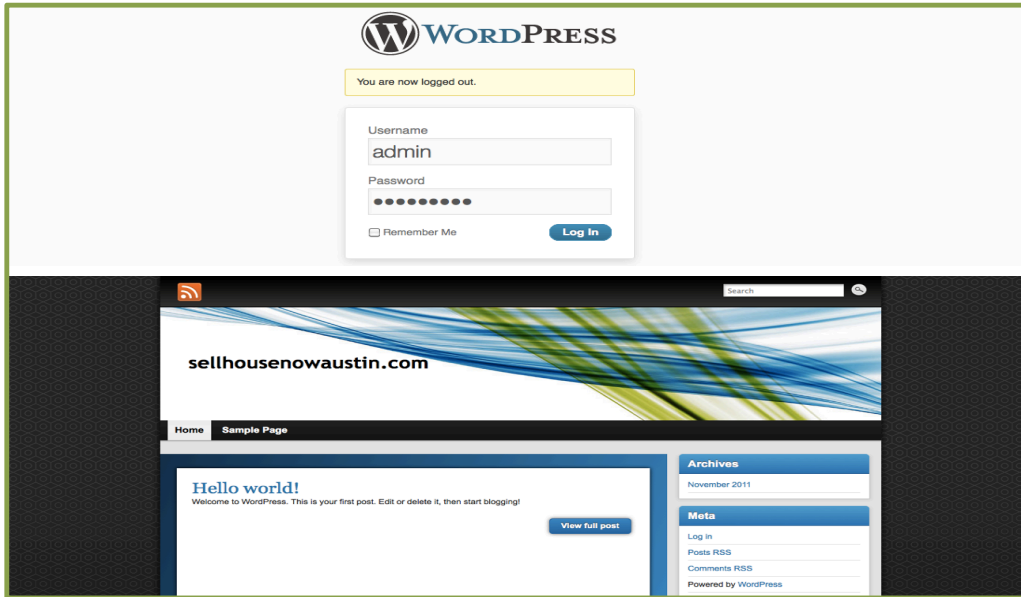 WORDPRESS
You are now logged out.
Username
admin
Password
Remember Me
Log In
Search
sellhousenowaustin.com
Home Sample Page
Hello world!
Welcome to WordPress. This is your first post. Edit or delete it, then start blogging!
View full post
Archives
November 2011
Meta
Log in
Posts RSS
Comments RSS
Powered by WordPress